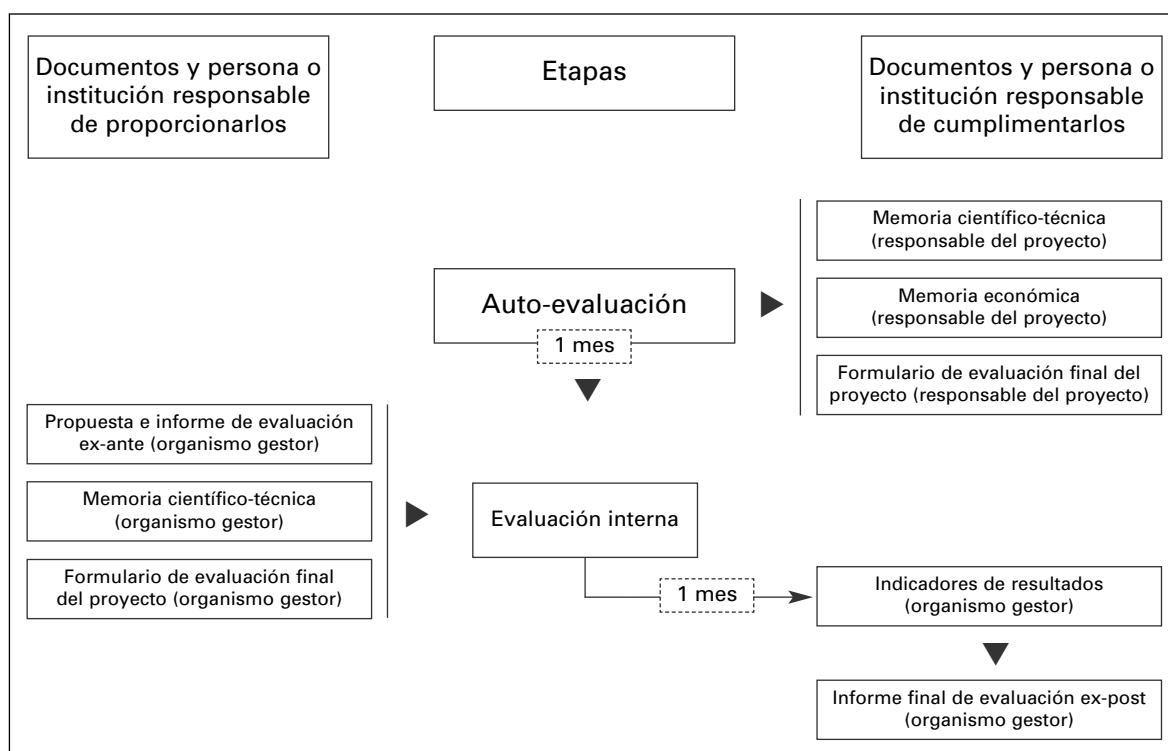 Documentos y persona o
institución responsable
de proporcionarlos
Etapas
Documentos y persona o
institución responsable
de cumplimentarlos
Memoria científico-técnica
(responsable del proyecto)
Auto-evaluación
1 mes
Memoria económica
(responsable del proyecto)
Formulario de evaluación final del
proyecto (responsable del proyecto)
Propuesta e informe de evaluación
ex-ante (organismo gestor)
Memoria científico-técnica
(organismo gestor)
Formulario de evaluación final
del proyecto (organismo gestor)
Evaluación interna
1 mes
Indicadores de resultados
(organismo gestor)
Informe final de evaluación ex-post
(organismo gestor)